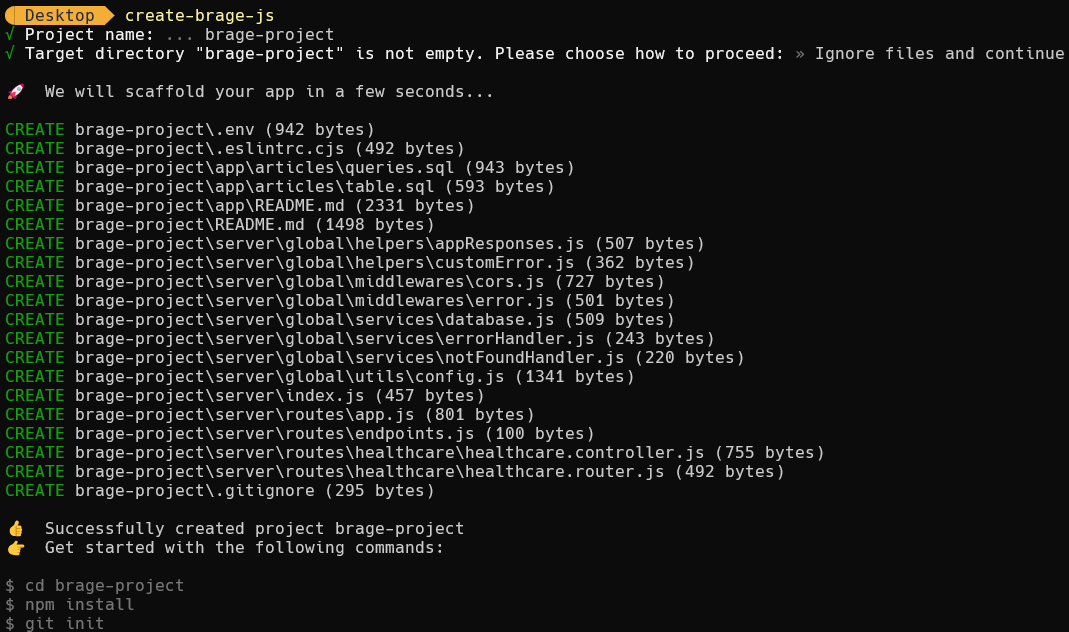 Desktop create-brage-js
√ Project name: ... brage-project
√ Target directory "brage-project" is not empty. Please choose how to proceed: » Ignore files and continue
🚀 We will scaffold your app in a few seconds...
CREATE brage-project\.env (942 bytes)
CREATE brage-project\.eslintrc.cjs (492 bytes)
CREATE brage-project\app\articles\queries.sql (943 bytes)
CREATE brage-project\app\articles\table.sql (593 bytes)
CREATE brage-project\app\README.md (2331 bytes)
CREATE brage-project\README.md (1498 bytes)
CREATE brage-project\server\global\helpers\appResponses.js (507 bytes)
CREATE brage-project\server\global\helpers\customError.js (362 bytes)
CREATE brage-project\server\global\middlewares\cors.js (727 bytes)
CREATE brage-project\server\global\middlewares\error.js (501 bytes)
CREATE brage-project\server\global\services\database.js (509 bytes)
CREATE brage-project\server\global\services\errorHandler.js (243 bytes)
CREATE brage-project\server\global\services\notFoundHandler.js (220 bytes)
CREATE brage-project\server\global\utils\config.js (1341 bytes)
CREATE brage-project\server\index.js (457 bytes)
CREATE brage-project\server\routes\app.js (801 bytes)
CREATE brage-project\server\routes\endpoints.js (100 bytes)
CREATE brage-project\server\routes\healthcare\healthcare.controller.js (755 bytes)
CREATE brage-project\server\routes\healthcare\healthcare.router.js (492 bytes)
CREATE brage-project\.gitignore (295 bytes)
👍 Successfully created project brage-project
👉 Get started with the following commands:
$ cd brage-project
$ npm install
$ git init